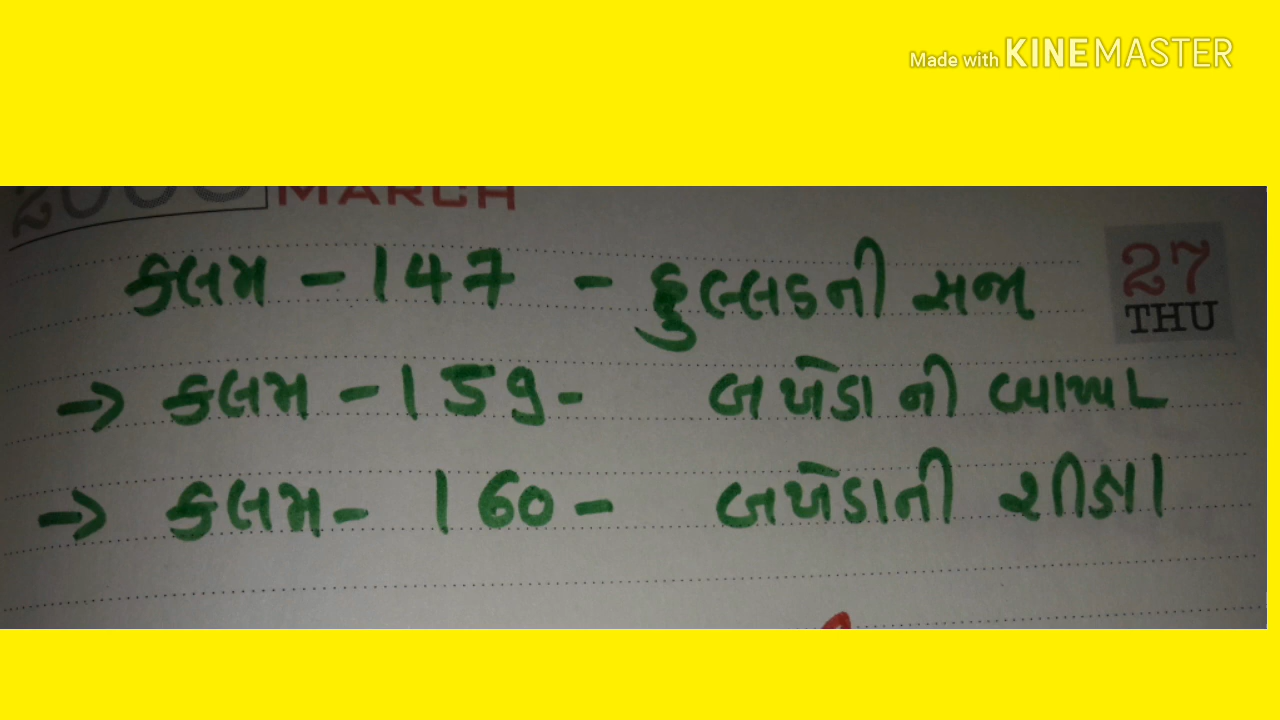 Made with KINEMASTER
MARCH
કલમ - 147 - હુલ્લડની સજા
27
THU
→ કલમ - 159 - બખેડા ની વ્યાખ્યા
→ કલમ - 160 - બખેડાની શીક્ષા